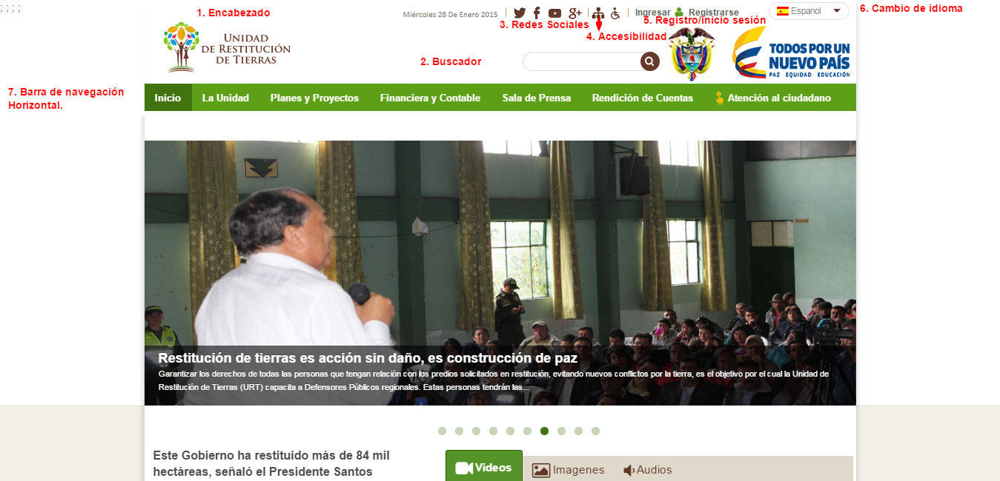 ; ; ; ;
1. Encabezado
Miércoles 28 De Enero 2015
Ingresar
Registrarse
Espanol
6. Cambio de idioma
5. Registro/inicio sesión
3. Redes Sociales
4. Accesibilidad
UNIDAD
DE RESTITUCIÓN
DE TIERRAS
2. Buscador
TODOS POR UN
NUEVO PAÍS
PAZ EQUIDAD EDUCACIÓN
7. Barra de navegación
Horizontal.
Inicio
La Unidad
Planes y Proyectos
Financiera y Contable
Sala de Prensa
Rendición de Cuentas
Atención al ciudadano
Restitución de tierras es acción sin daño, es construcción de paz
Garantizar los derechos de todas las personas que tengan relación con los predios solicitados en restitución, evitando nuevos conflictos por la tierra, es el objetivo por el cual la Unidad de
Restitución de Tierras (URT) capacita a Defensores Públicos regionales. Estas personas tendrán las...
Este Gobierno ha restituido más de 84 mil
hectáreas, señaló el Presidente Santos
Videos
Imagenes
Audios